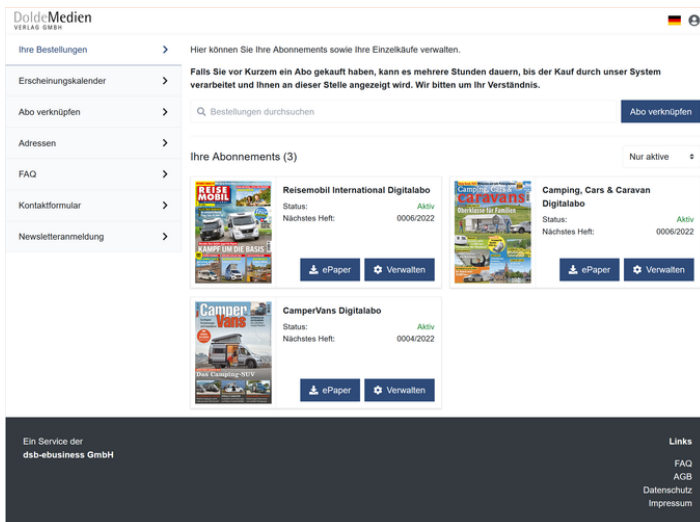 DoldeMedien
VERLAG GMBH
Ihre Bestellungen
Erscheinungskalender
Abo verknüpfen
Adressen
FAQ
Kontaktformular
Newsletteranmeldung
Hier können Sie Ihre Abonnements sowie Ihre Einzelkäufe verwalten.
Falls Sie vor Kurzem ein Abo gekauft haben, kann es mehrere Stunden dauern, bis der Kauf durch unser System
verarbeitet und Ihnen an dieser Stelle angezeigt wird. Wir bitten um Ihr Verständnis.
Bestellungen durchsuchen
Abo verknüpfen
Ihre Abonnements (3)
Nur aktive
REISE
MOBIL
KAMPF UM DIE BASIS
Reisemobil International Digitalabo
Status: Aktiv
Nächstes Heft: 0006/2022
ePaper
Verwalten
Camping, Cars &
caravans
Oberklasse für Familien
Camping, Cars & Caravan
Digitalabo
Status: Aktiv
Nächstes Heft: 0006/2022
ePaper
Verwalten
Camper
Vans
Das Camping-SUV
CamperVans Digitalabo
Status: Aktiv
Nächstes Heft: 0004/2022
ePaper
Verwalten
Ein Service der
dsb-ebusiness GmbH
Links
FAQ
AGB
Datenschutz
Impressum